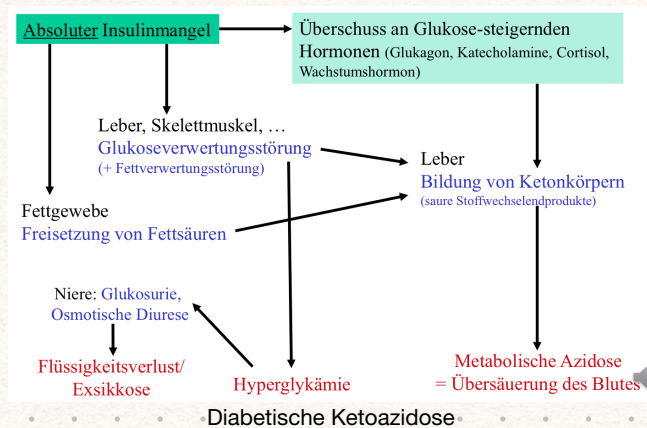 Absoluter Insulinmangel
Überschuss an Glukose-steigernden
Hormonen (Glukagon, Katecholamine, Cortisol,
Wachstumshormon)
Leber, Skelettmuskel, …
Glukoseverwertungsstörung
(+ Fettverwertungsstörung)
Leber
Bildung von Ketonkörpern
(saure Stoffwechselendprodukte)
Fettgewebe
Freisetzung von Fettsäuren
Niere: Glukosurie,
Osmotische Diurese
Flüssigkeitsverlust/
Exsikkose
Hyperglykämie
Metabolische Azidose
= Übersäuerung des Blutes
Diabetische Ketoazidose